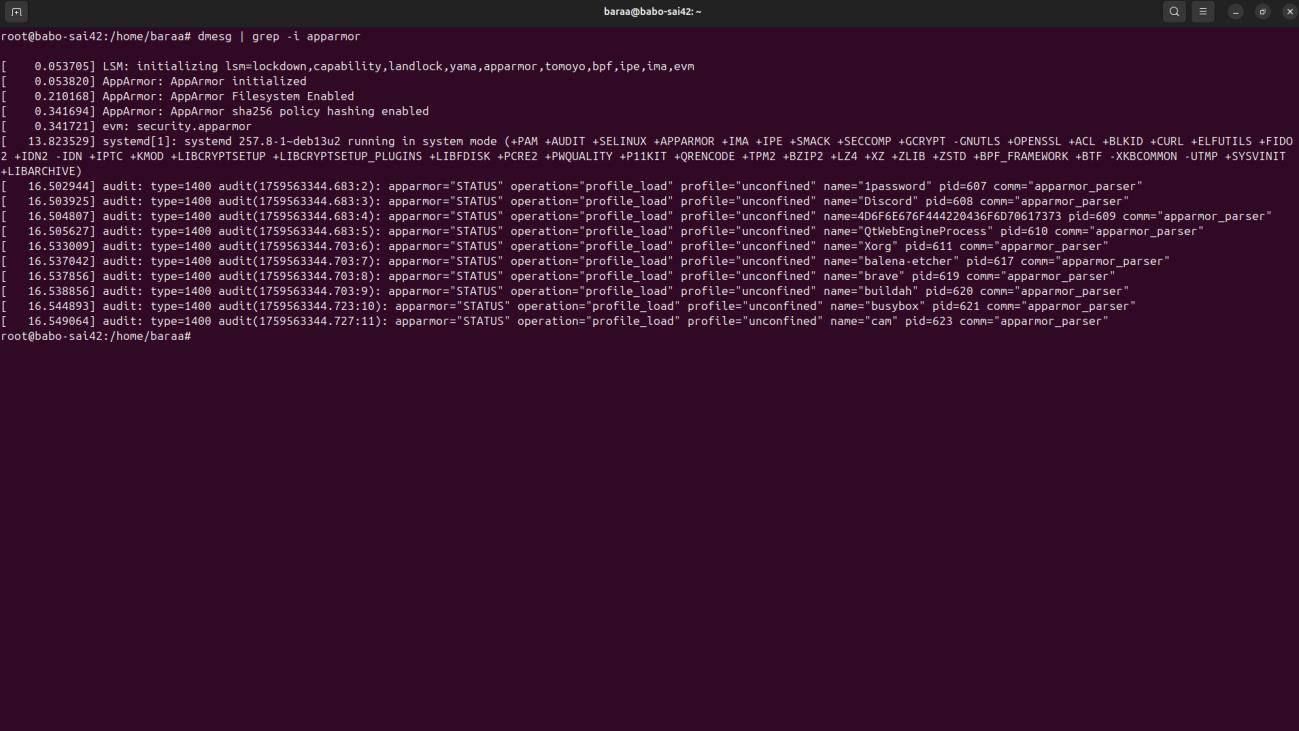 baraa@babo-sai42: ~
root@babo-sai42:/home/baraa# dmesg | grep -i apparmor
[    0.053705] LSM: initializing lsm=lockdown,capability,landlock,yama,apparmor,tomoyo,bpf,ipe,ima,evm
[    0.053820] AppArmor: AppArmor initialized
[    0.210168] AppArmor: AppArmor Filesystem Enabled
[    0.341694] AppArmor: AppArmor sha256 policy hashing enabled
[    0.341721] evm: security.apparmor
[   13.823529] systemd[1]: systemd 257.8-1~deb13u2 running in system mode (+PAM +AUDIT +SELINUX +APPARMOR +IMA +IPE +SMACK +SECCOMP +GCRYPT -GNUTLS +OPENSSL +ACL +BLKID +CURL +ELFUTILS +FIDO
2 +IDN2 -IDN +IPTC +KMOD +LIBCRYPTSETUP +LIBCRYPTSETUP_PLUGINS +LIBFDISK +PCRE2 +PWQUALITY +P11KIT +QRENCODE +TPM2 +BZIP2 +LZ4 +XZ +ZLIB +ZSTD +BPF_FRAMEWORK +BTF -XKBCOMMON -UTMP +SYSVINIT
+LIBARCHIVE)
[   16.502944] audit: type=1400 audit(1759563344.683:2): apparmor="STATUS" operation="profile_load" profile="unconfined" name="1password" pid=607 comm="apparmor_parser"
[   16.503925] audit: type=1400 audit(1759563344.683:3): apparmor="STATUS" operation="profile_load" profile="unconfined" name="Discord" pid=608 comm="apparmor_parser"
[   16.504807] audit: type=1400 audit(1759563344.683:4): apparmor="STATUS" operation="profile_load" profile="unconfined" name=4D6F6E676F444220436F6D70617373 pid=609 comm="apparmor_parser"
[   16.505627] audit: type=1400 audit(1759563344.683:5): apparmor="STATUS" operation="profile_load" profile="unconfined" name="QtWebEngineProcess" pid=610 comm="apparmor_parser"
[   16.533009] audit: type=1400 audit(1759563344.703:6): apparmor="STATUS" operation="profile_load" profile="unconfined" name="Xorg" pid=611 comm="apparmor_parser"
[   16.537042] audit: type=1400 audit(1759563344.703:7): apparmor="STATUS" operation="profile_load" profile="unconfined" name="balena-etcher" pid=617 comm="apparmor_parser"
[   16.537856] audit: type=1400 audit(1759563344.703:8): apparmor="STATUS" operation="profile_load" profile="unconfined" name="brave" pid=619 comm="apparmor_parser"
[   16.538856] audit: type=1400 audit(1759563344.703:9): apparmor="STATUS" operation="profile_load" profile="unconfined" name="buildah" pid=620 comm="apparmor_parser"
[   16.544893] audit: type=1400 audit(1759563344.723:10): apparmor="STATUS" operation="profile_load" profile="unconfined" name="busybox" pid=621 comm="apparmor_parser"
[   16.549064] audit: type=1400 audit(1759563344.727:11): apparmor="STATUS" operation="profile_load" profile="unconfined" name="cam" pid=623 comm="apparmor_parser"
root@babo-sai42:/home/baraa#